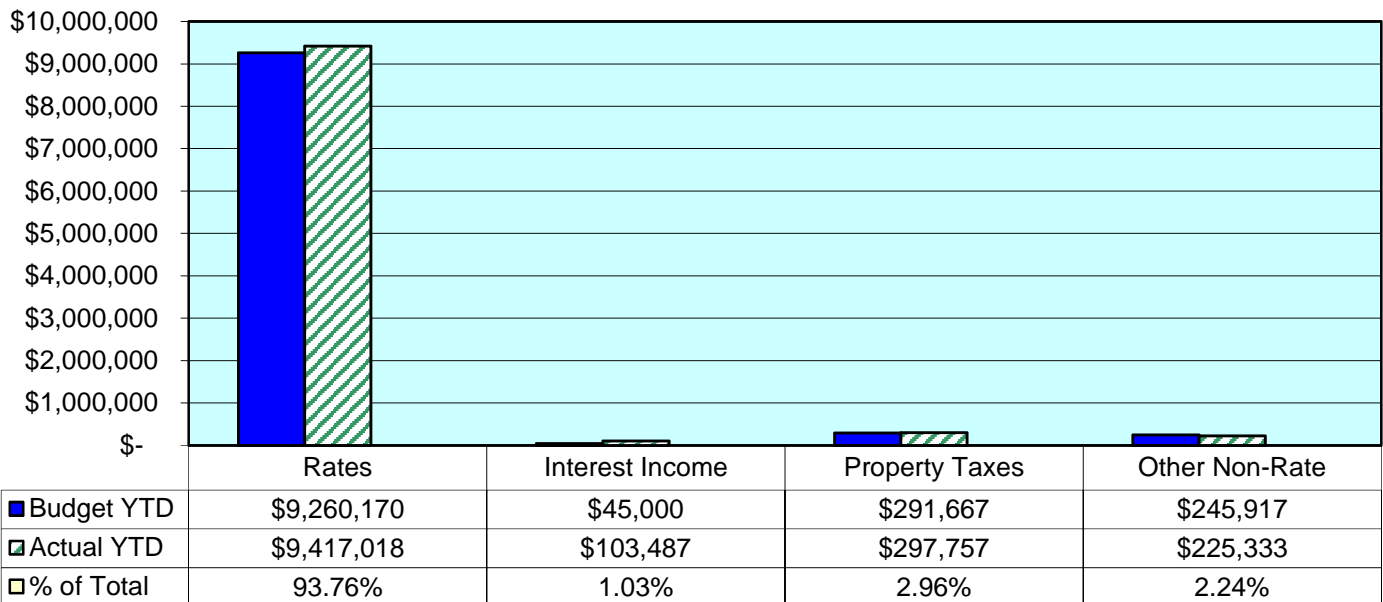 $10,000,000
$9,000,000
$8,000,000
$7,000,000
$6,000,000
$5,000,000
$4,000,000
$3,000,000
$2,000,000
$1,000,000
$-
Rates Interest Income Property Taxes Other Non-Rate
Budget YTD $9,260,170 $45,000 $291,667 $245,917
Actual YTD $9,417,018 $103,487 $297,757 $225,333
% of Total 93.76% 1.03% 2.96% 2.24%